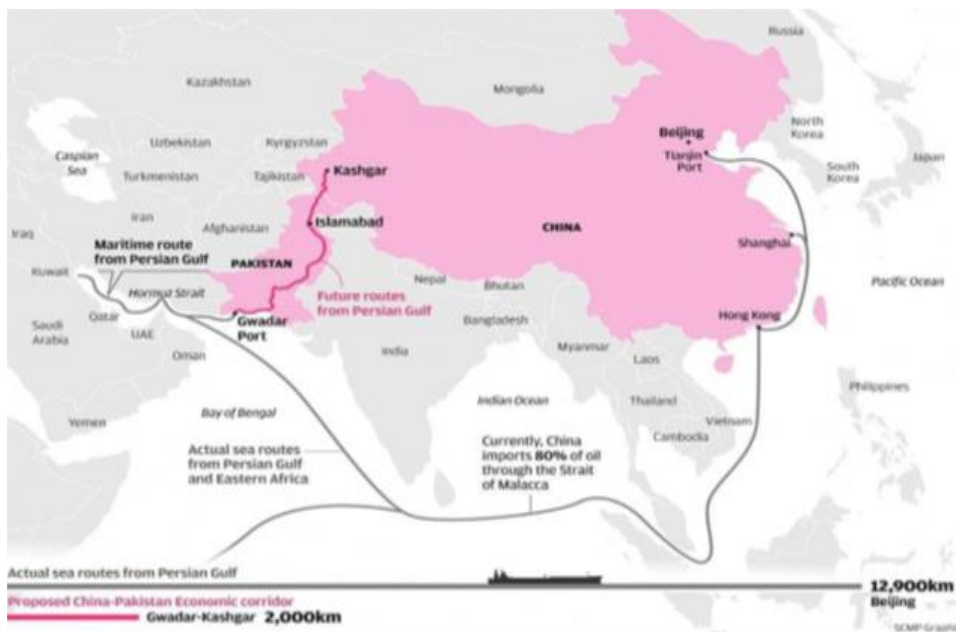 Russia
Kazakhstan
Mongolia
Uzbekistan
Kyrgyzstan
Beijing
Tianjin
Port
North
Korea
South
Korea
Japan
Caspian
Sea
Turkmenistan
Tajikistan
Kashgar
Iran
Afghanistan
Islamabad
CHINA
Iraq
Maritime route
from Persian Gulf
PAKISTAN
Shanghai
Kuwait
Hormuz Strait
Future routes
from Persian Gulf
Nepal
Bhutan
Pacific Ocean
Saudi
Arabia
Qatar
UAE
Gwadar
Port
Bangladesh
Hong Kong
Oman
India
Myanmar
Laos
Philippines
Yemen
Bay of Bengal
Indian Ocean
Thailand
Vietnam
Cambodia
Actual sea routes
from Persian Gulf
and Eastern Africa
Currently, China
imports 80% of oil
through the Strait
of Malacca
Actual sea routes from Persian Gulf
12,900km
Beijing
Proposed China-Pakistan Economic corridor
Gwadar-Kashgar 2,000km